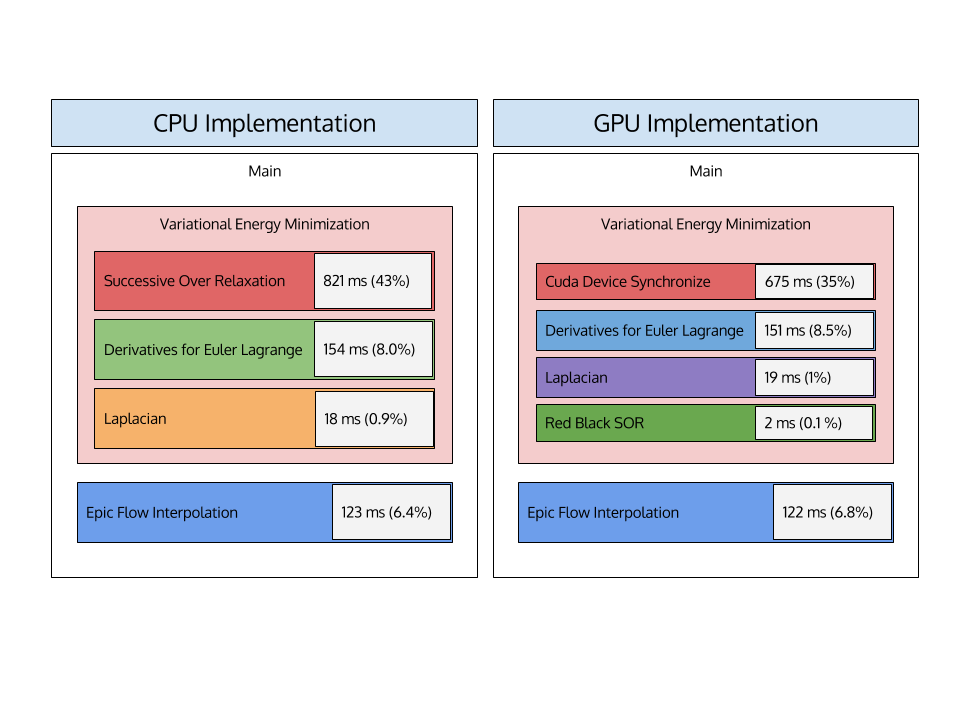 CPU Implementation
Main
Variational Energy Minimization
Successive Over Relaxation
821 ms (43%)
Derivatives for Euler Lagrange
154 ms (8.0%)
Laplacian
18 ms (0.9%)
Epic Flow Interpolation
123 ms (6.4%)
GPU Implementation
Main
Variational Energy Minimization
Cuda Device Synchronize
675 ms (35%)
Derivatives for Euler Lagrange
151 ms (8.5%)
Laplacian
19 ms (1%)
Red Black SOR
2 ms (0.1 %)
Epic Flow Interpolation
122 ms (6.8%)